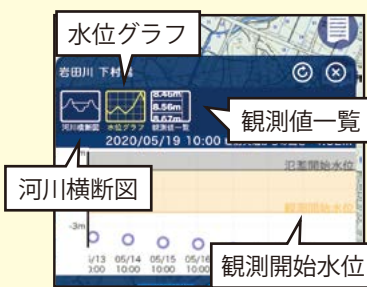 水位グラフ
岩田川 下村
8.46m
8.56m
8.67m
河川横断図 水位グラフ 観測値一覧
観測値一覧
2020/05/19 10:00
河川横断図
氾濫開始水位
観測開始水位
-3m
05/14 05/15 05/16
10:00 10:00 10:00
観測開始水位